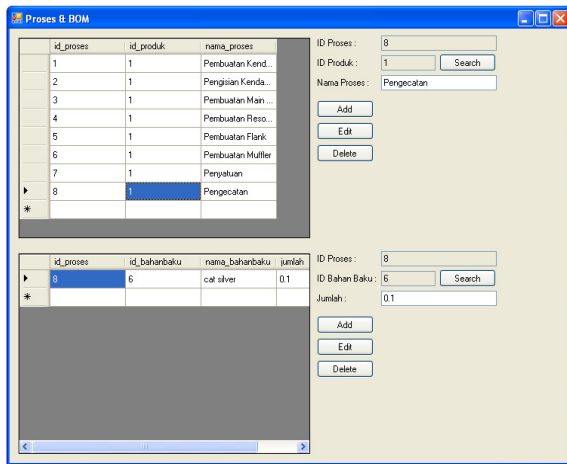 Proses & BOM
id_proses id_produk nama_proses
1 1 Pembuatan Kend...
2 1 Pengisian Kenda...
3 1 Pembuatan Main ...
4 1 Pembuatan Reso...
5 1 Pembuatan Flank
6 1 Pembuatan Muffler
7 1 Penyatuan
8 1 Pengecatan
ID Proses : 8
ID Produk : 1 Search
Nama Proses : Pengecatan
Add
Edit
Delete
id_proses id_bahanbaku nama_bahanbaku jumlah
8 6 cat silver 0.1
ID Proses : 8
ID Bahan Baku : 6 Search
Jumlah : 0.1
Add
Edit
Delete